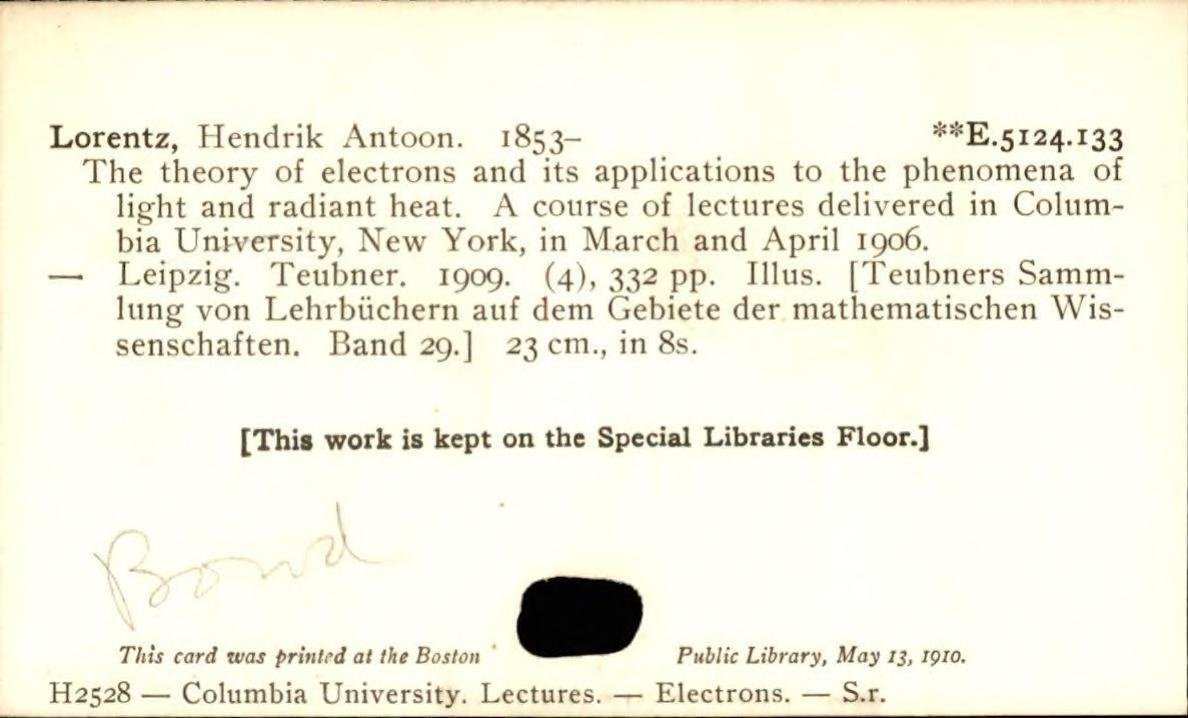 Lorentz, Hendrik Antoon. 1853– **E.5124.133
The theory of electrons and its applications to the phenomena of
light and radiant heat. A course of lectures delivered in Colum-
bia University, New York, in March and April 1906.
— Leipzig. Teubner. 1909. (4), 332 pp. Illus. [Teubners Samm-
lung von Lehrbüchern auf dem Gebiete der mathematischen Wis-
senschaften. Band 29.] 23 cm., in 8s.
[This work is kept on the Special Libraries Floor.]
This card was printed at the Boston Public Library, May 13, 1910.
H2528 — Columbia University. Lectures. — Electrons. — S.r.